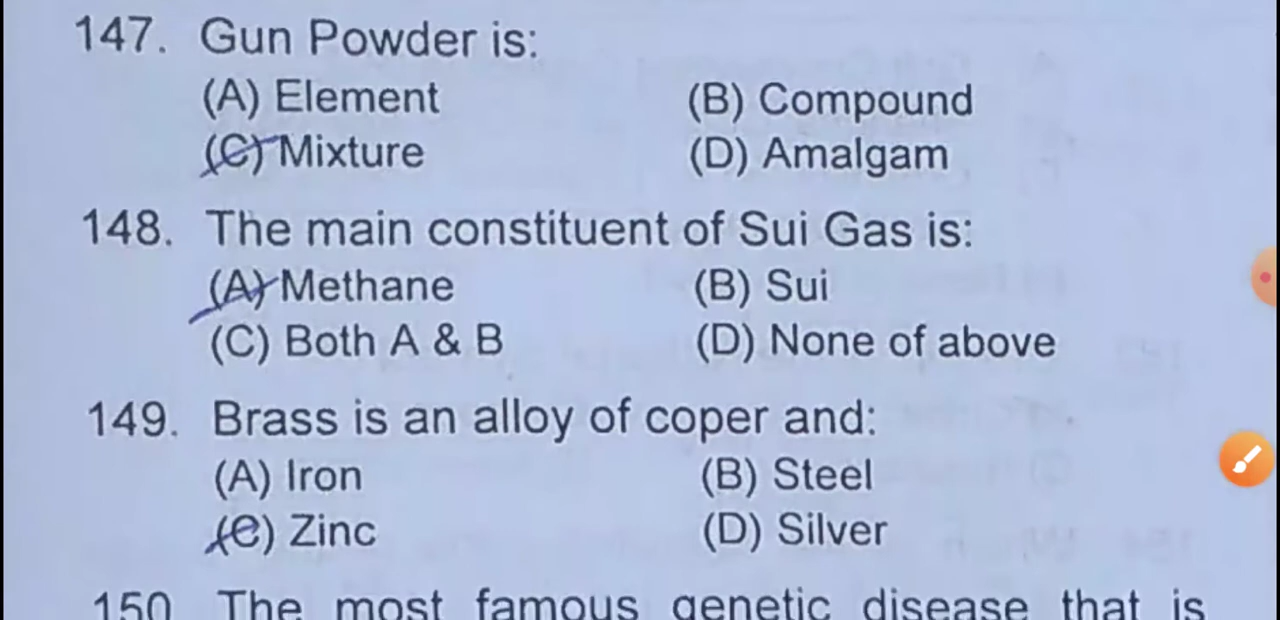 147. Gun Powder is:
(A) Element (B) Compound
(C) Mixture (D) Amalgam
148. The main constituent of Sui Gas is:
(A) Methane (B) Sui
(C) Both A & B (D) None of above
149. Brass is an alloy of coper and:
(A) Iron (B) Steel
(C) Zinc (D) Silver
150 The most famous genetic disease that is